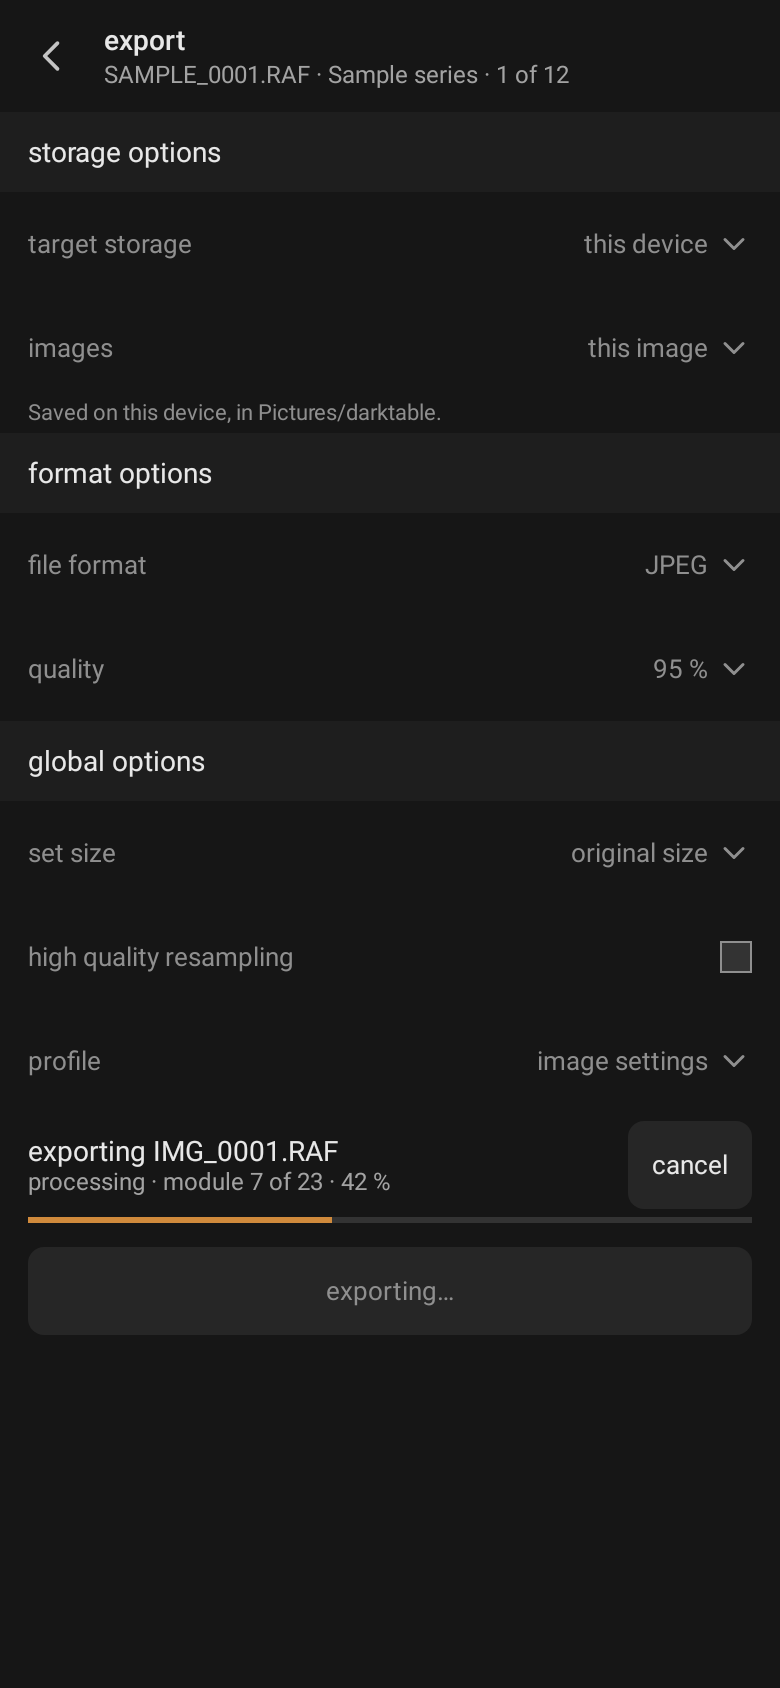 export
SAMPLE_0001.RAF · Sample series · 1 of 12
storage options
target storage this device
images this image
Saved on this device, in Pictures/darktable.
format options
file format JPEG
quality 95 %
global options
set size original size
high quality resampling
profile image settings
exporting IMG_0001.RAF
processing · module 7 of 23 · 42 %
cancel
exporting…